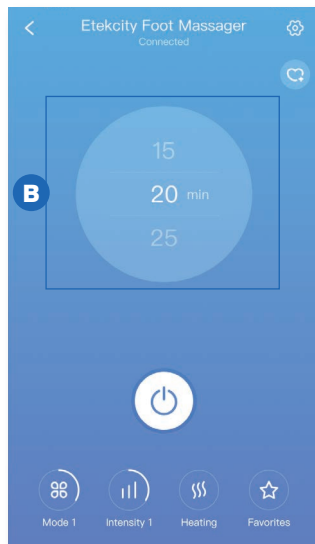 Etekcity Foot Massager
Connected
15
B
20 min
25
Mode 1 Intensity 1 Heating Favorites